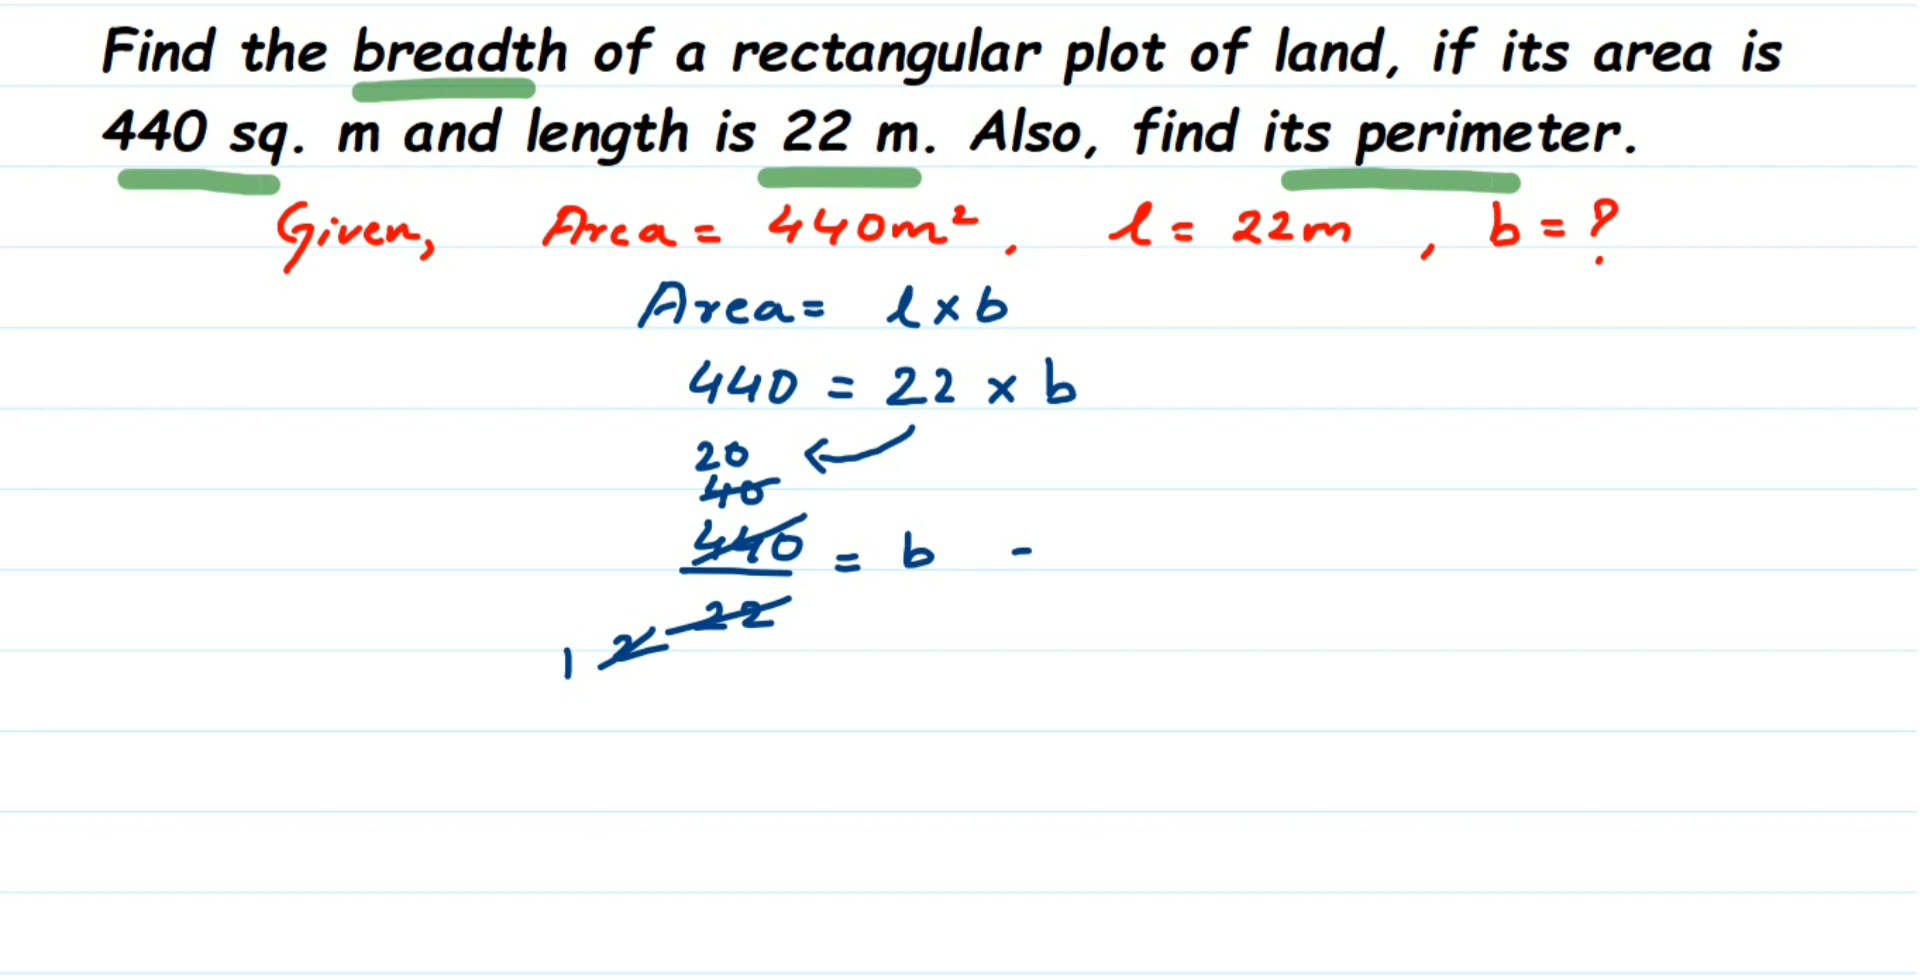 Find the breadth of a rectangular plot of land, if its area is
440 sq. m and length is 22 m. Also, find its perimeter.
Given, Area = 440m², l = 22m, b = ?
Area = l × b
440 = 22 × b
20
40
440 = b -
22
1 2